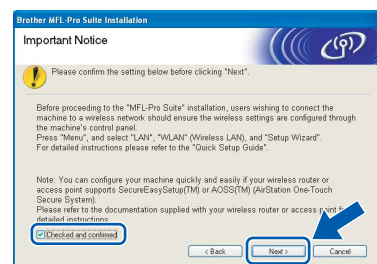 Brother MFL-Pro Suite Installation
Important Notice
Please confirm the setting below before clicking "Next".
Before proceeding to the "MFL-Pro Suite" installation, users wishing to connect the
machine to a wireless network should ensure the wireless settings are configured through
the machine's control panel.
Press "Menu", and select "LAN", "WLAN" (Wireless LAN), and "Setup Wizard".
For detailed instructions please refer to the "Quick Setup Guide".
Note: You can configure your machine quickly and easily if your wireless router or
access point supports SecureEasySetup(TM) or AOSS(TM) (AirStation One-Touch
Secure System).
Please refer to the documentation supplied with your wireless router or access point for
detailed instructions.
Checked and confirmed
< Back
Next >
Cancel